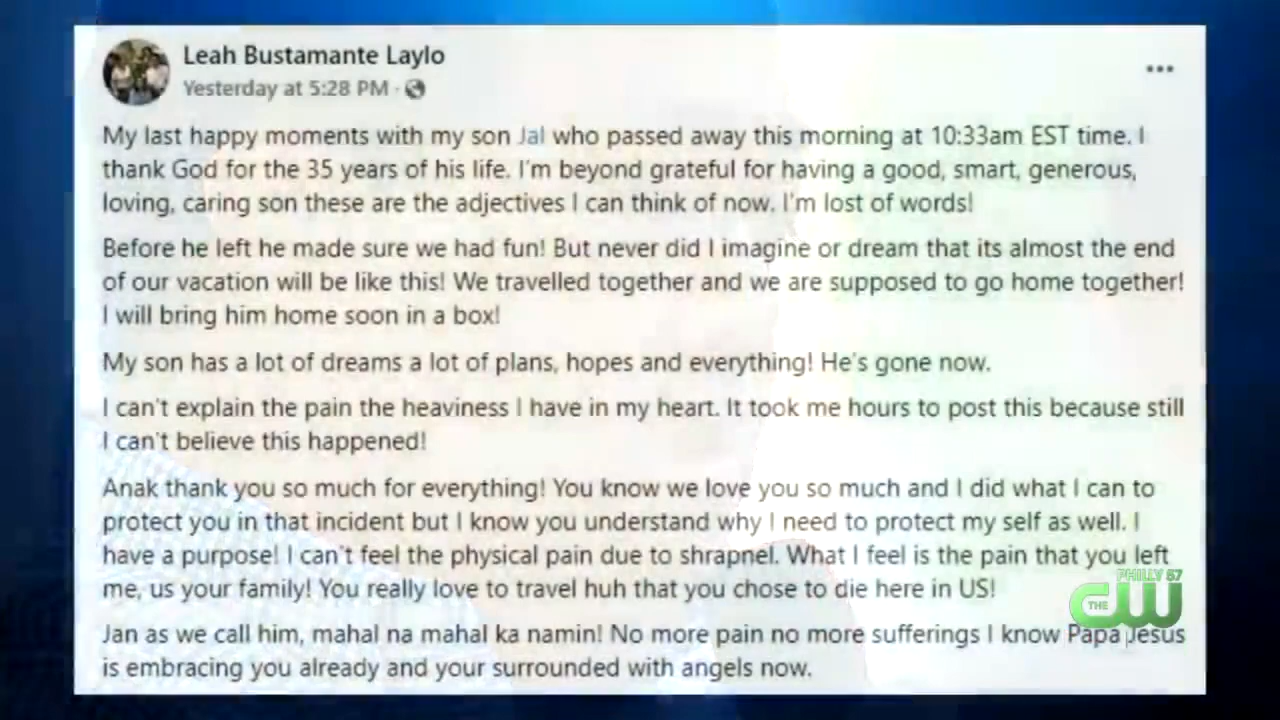 Leah Bustamante Laylo
Yesterday at 5:28 PM ·
My last happy moments with my son Jal who passed away this morning at 10:33am EST time. I
thank God for the 35 years of his life. I'm beyond grateful for having a good, smart, generous,
loving, caring son these are the adjectives I can think of now. I'm lost of words!
Before he left he made sure we had fun! But never did I imagine or dream that its almost the end
of our vacation will be like this! We travelled together and we are supposed to go home together!
I will bring him home soon in a box!
My son has a lot of dreams a lot of plans, hopes and everything! He's gone now.
I can't explain the pain the heaviness I have in my heart. It took me hours to post this because still
I can't believe this happened!
Anak thank you so much for everything! You know we love you so much and I did what I can to
protect you in that incident but I know you understand why I need to protect my self as well. I
have a purpose! I can't feel the physical pain due to shrapnel. What I feel is the pain that you left
me, us your family! You really love to travel huh that you chose to die here in US!
Jan as we call him, mahal na mahal ka namin! No more pain no more sufferings I know Papa Jesus
is embracing you already and your surrounded with angels now.
PHILLY 57
THE CW